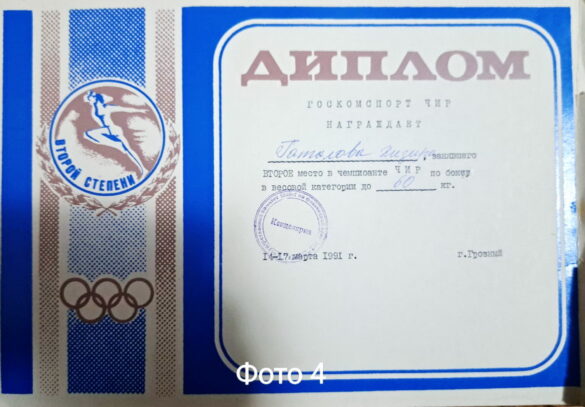 ДИПЛОМ
ГОСКОМСПОРТ ЧИР
НАГРАЖДАЕТ
, занявшего
ВТОРОЕ место в чемпионате ЧИР по боксу
в весовой категории до 60 кг.
Канцелярия
14-17 марта 1991 г. г.Грозный
ВТОРОЙ СТЕПЕНИ
Фото 4